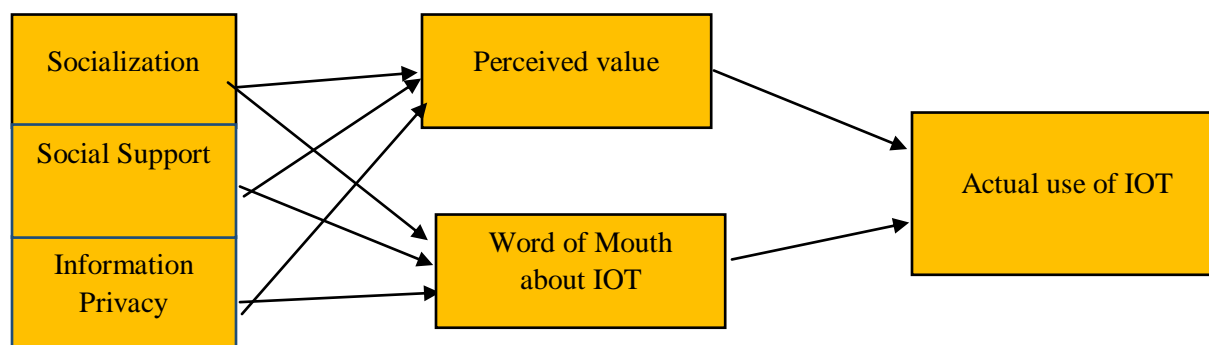 Socialization
Social Support
Information
Privacy
Perceived value
Word of Mouth
about IOT
Actual use of IOT